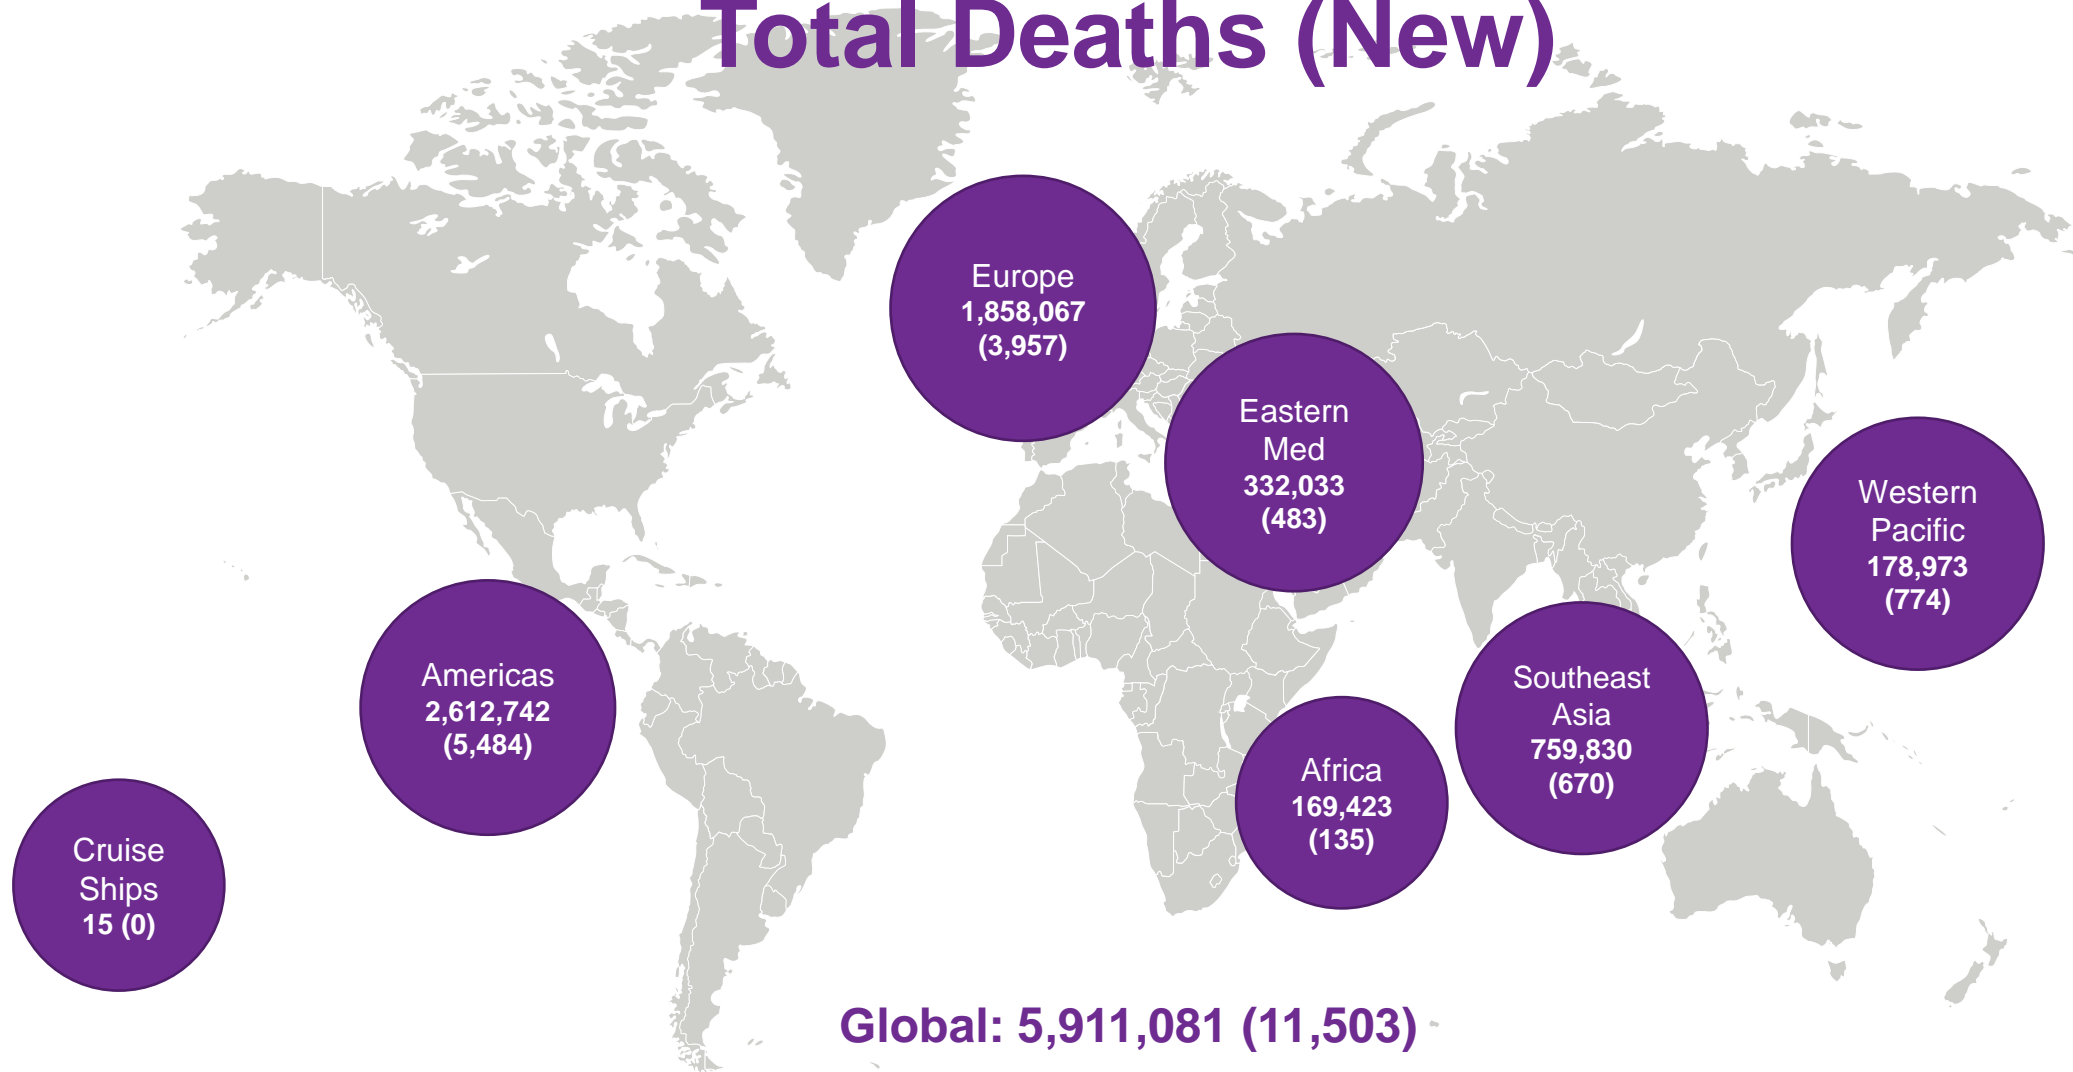 Total Deaths (New)
Europe
1,858,067
(3,957)
Eastern
Med
332,033
(483)
Western
Pacific
178,973
(774)
Americas
2,612,742
(5,484)
Southeast
Asia
759,830
(670)
Africa
169,423
(135)
Cruise
Ships
15 (0)
Global: 5,911,081 (11,503)